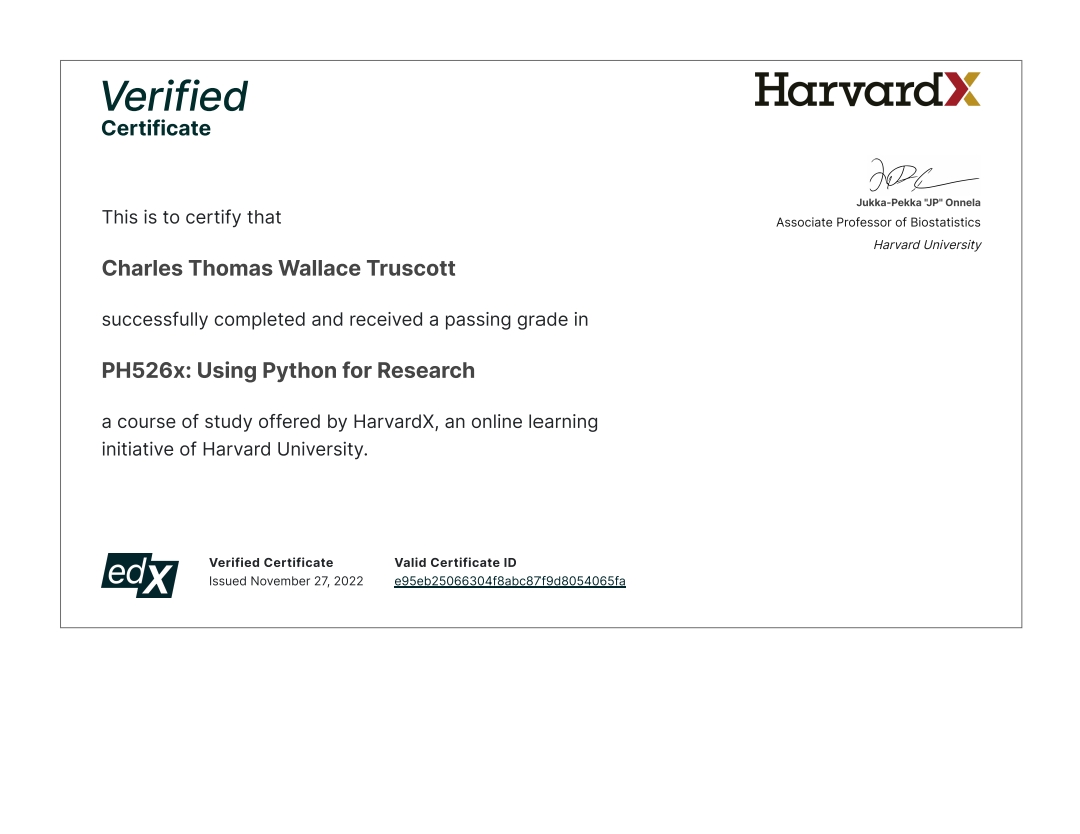 Verified
Certificate
HarvardX
Jukka-Pekka "JP" Onnela
Associate Professor of Biostatistics
Harvard University
This is to certify that
Charles Thomas Wallace Truscott
successfully completed and received a passing grade in
PH526x: Using Python for Research
a course of study offered by HarvardX, an online learning
initiative of Harvard University.
edX
Verified Certificate
Issued November 27, 2022
Valid Certificate ID
e95eb25066304f8abc87f9d8054065fa